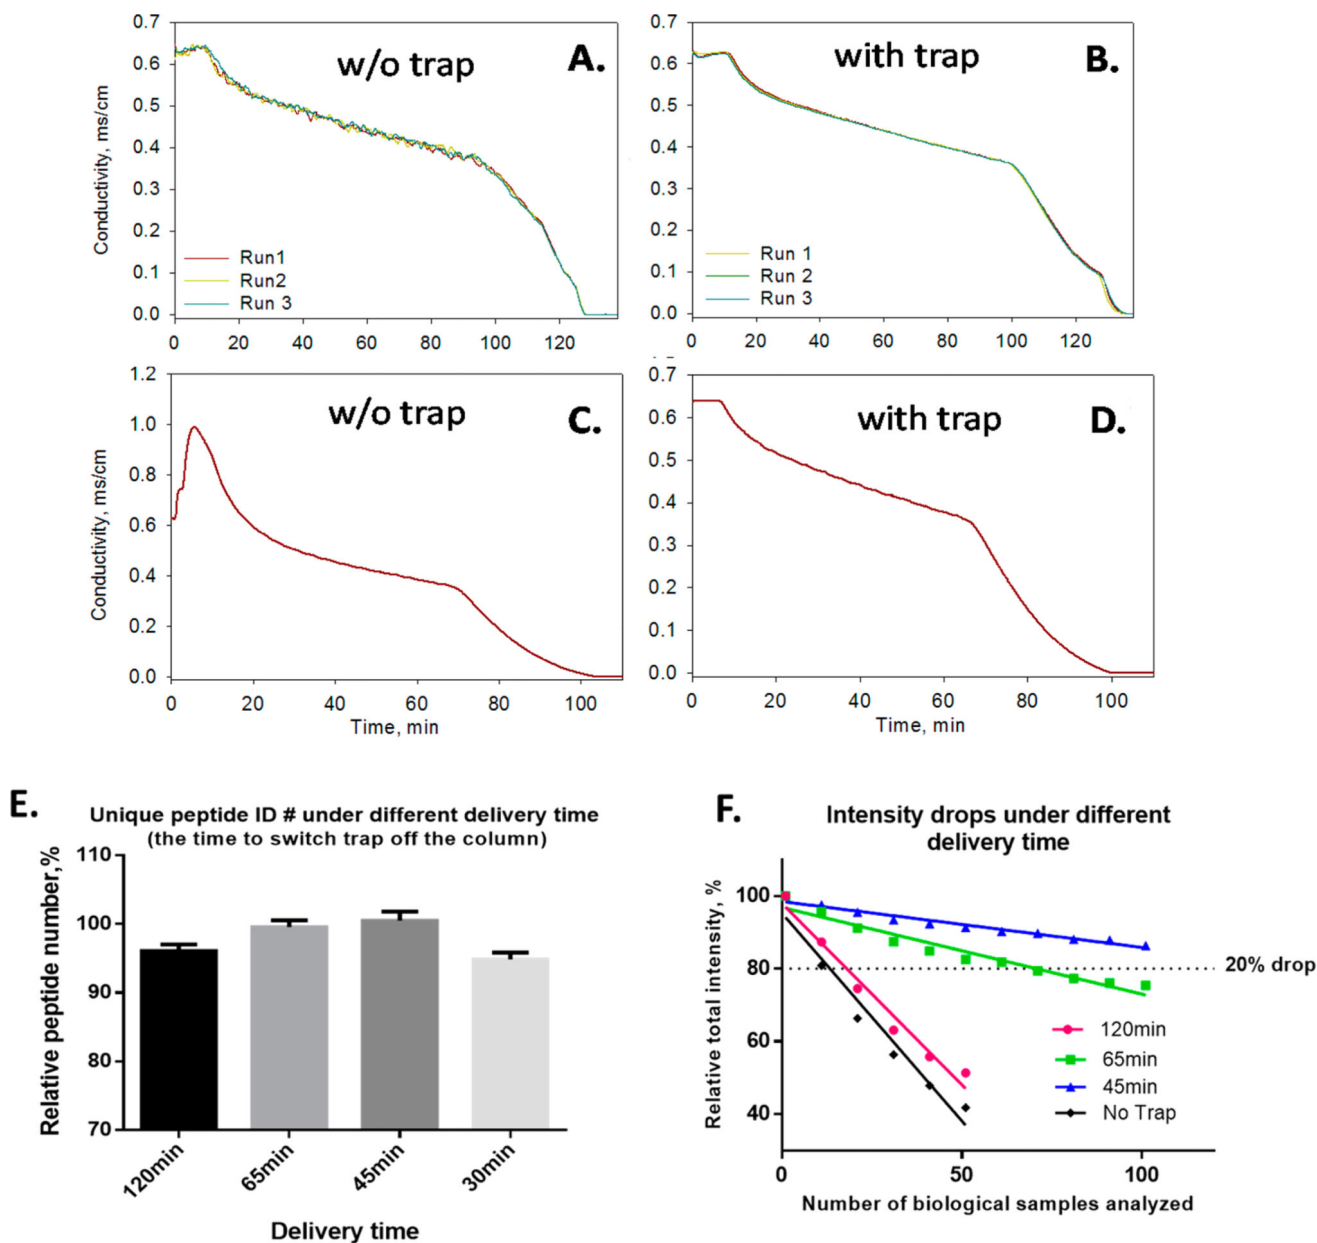 A.
w/o trap
Conductivity, ms/cm
0.7
0.6
0.5
0.4
0.3
0.2
0.1
0.0
Run1
Run2
Run 3
0 20 40 60 80 100 120
B.
with trap
0.7
0.6
0.5
0.4
0.3
0.2
0.1
0.0
Run 1
Run 2
Run 3
0 20 40 60 80 100 120
C.
w/o trap
Conductivity, ms/cm
1.2
1.0
0.8
0.6
0.4
0.2
0.0
0 20 40 60 80 100
Time, min
D.
with trap
0.7
0.6
0.5
0.4
0.3
0.2
0.1
0.0
0 20 40 60 80 100
Time, min
E.
Unique peptide ID # under different delivery time
(the time to switch trap off the column)
Relative peptide number,%
110
100
90
80
70
120min 65min 45min 30min
Delivery time
F.
Intensity drops under different
delivery time
Relative total intensity, %
100
80
60
40
20% drop
120min
65min
45min
No Trap
0 50 100
Number of biological samples analyzed